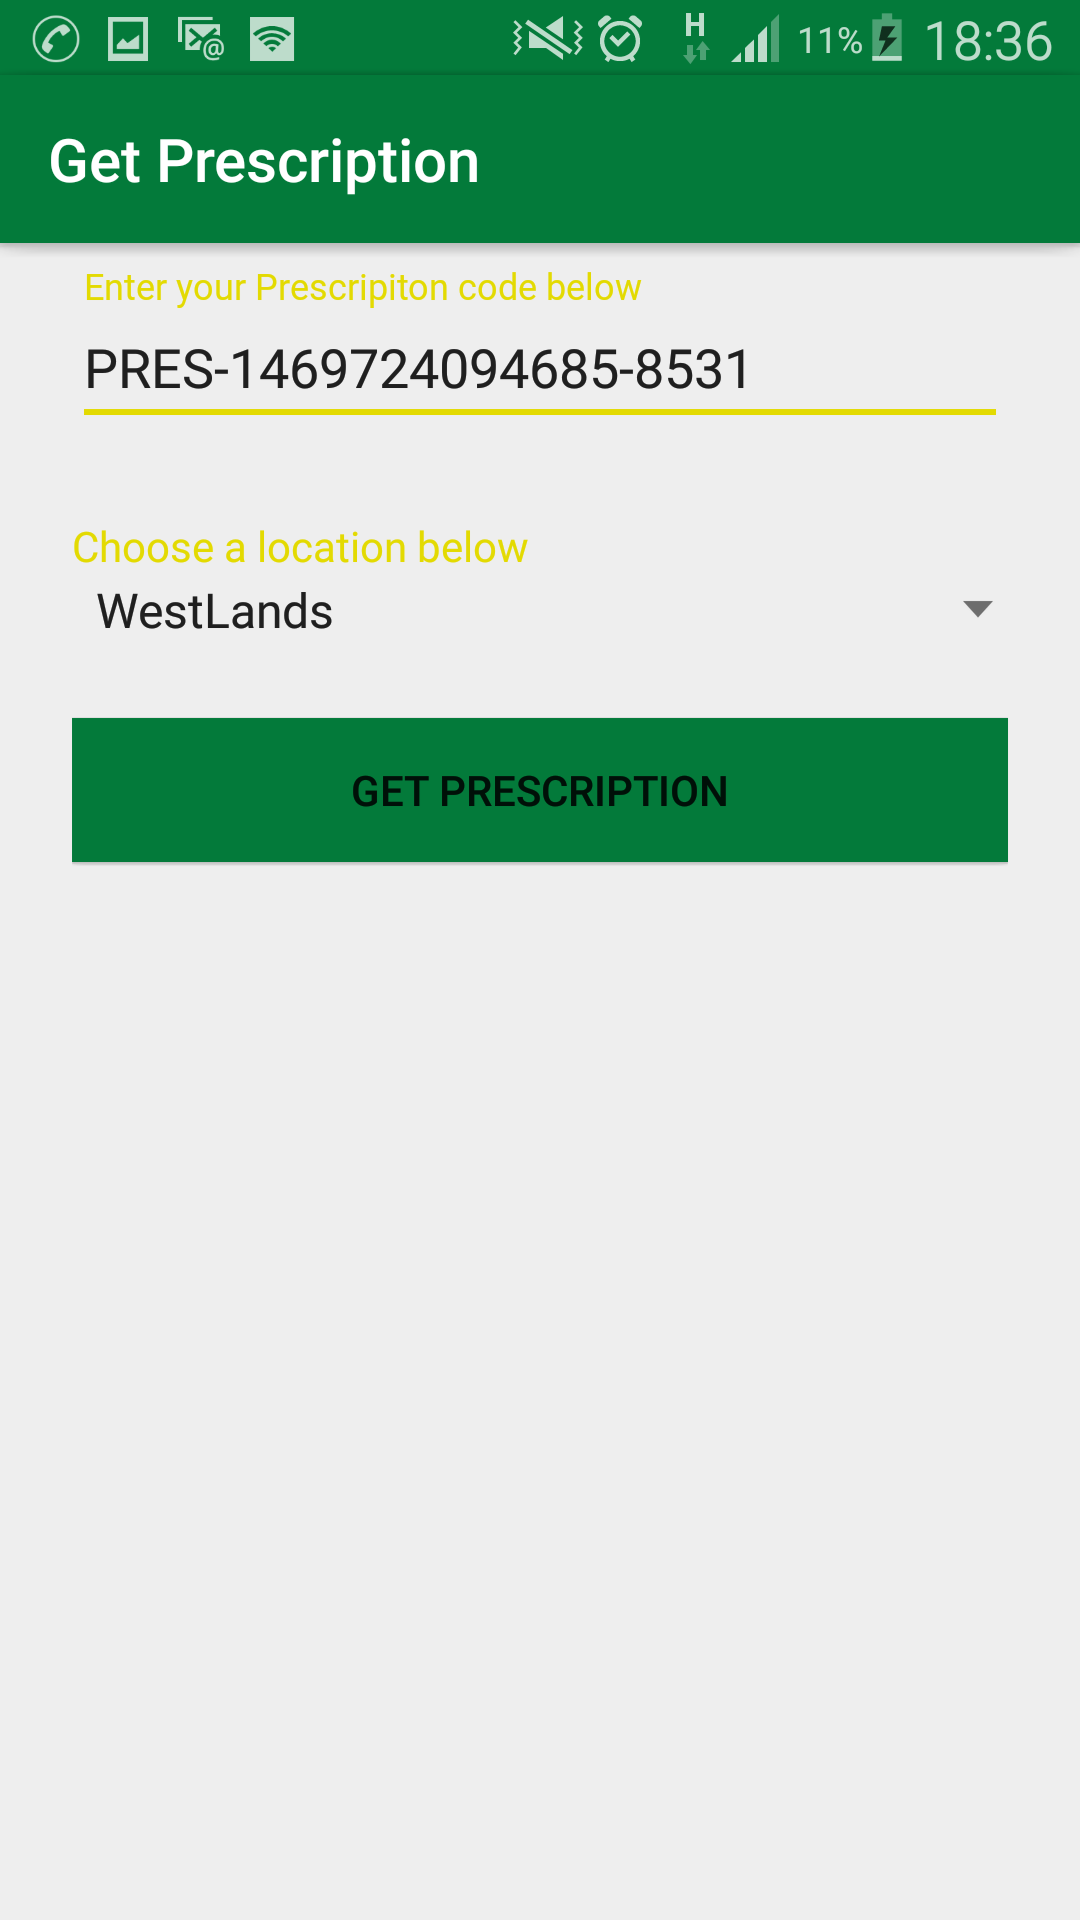 H 11% 18:36
Get Prescription
Enter your Prescripiton code below
PRES-1469724094685-8531
Choose a location below
WestLands
GET PRESCRIPTION